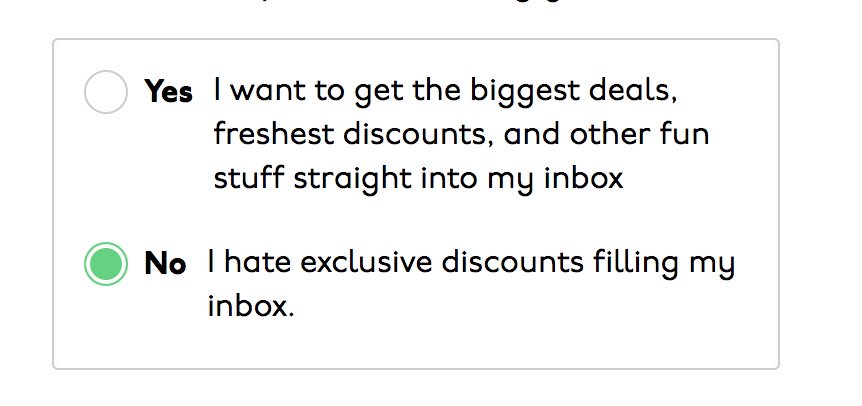 Yes I want to get the biggest deals,
freshest discounts, and other fun
stuff straight into my inbox
No I hate exclusive discounts filling my
inbox.